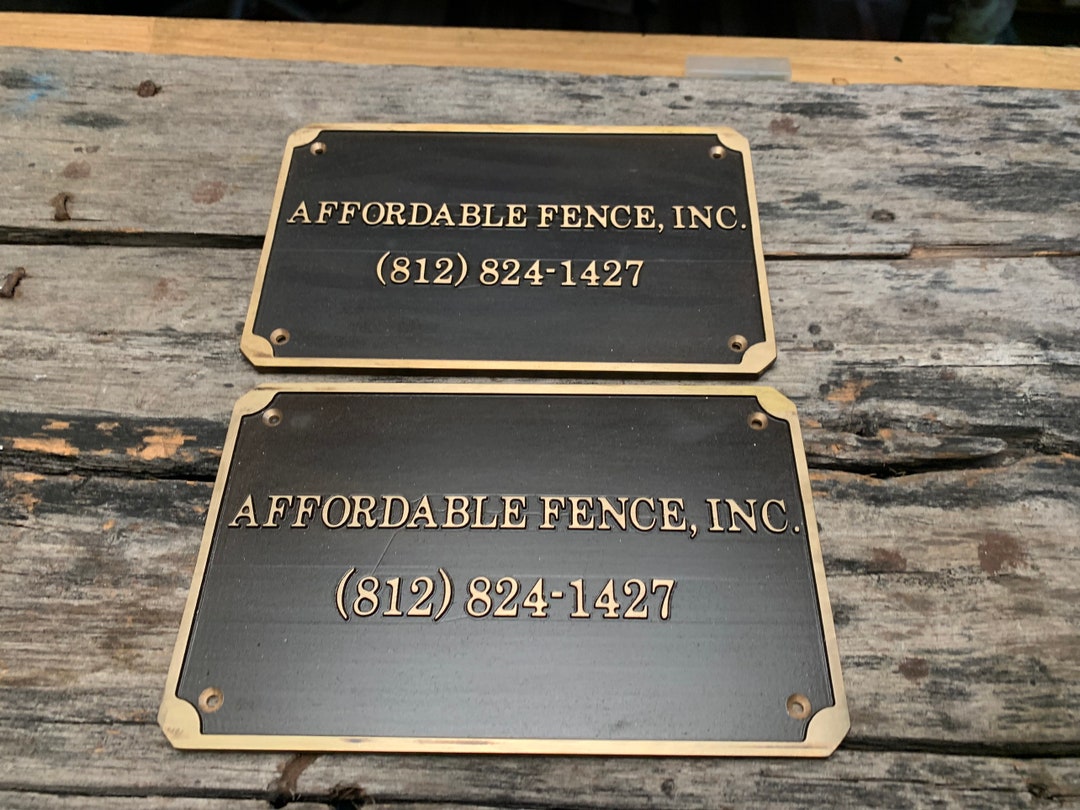 AFFORDABLE FENCE, INC.
(812) 824-1427
AFFORDABLE FENCE, INC.
(812) 824-1427